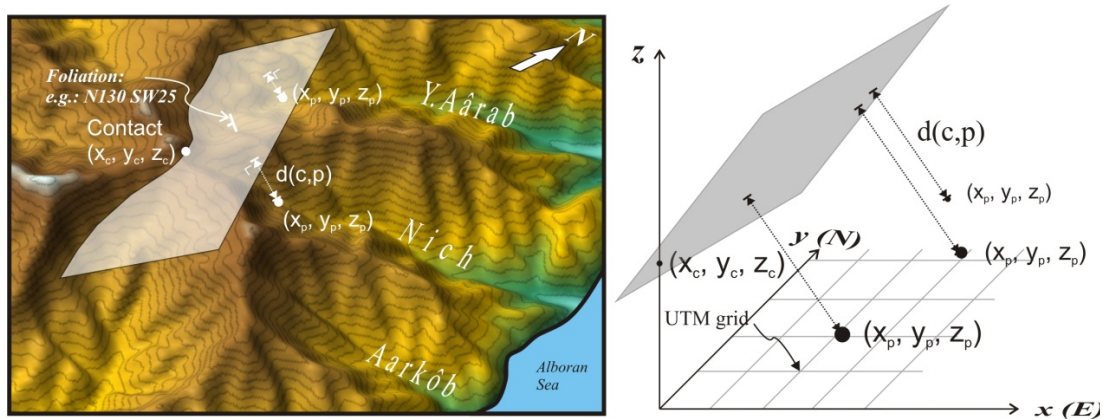 N
Foliation:
e.g.: N130 SW25
Contact
(xc, yc, zc)
(xp, yp, zp)
Y.Aârab
d(c,p)
(xp, yp, zp)
Nich
Aarkôb
Alboran
Sea
z
d(c,p)
(xp, yp, zp)
y (N)
(xc, yc, zc)
(xp, yp, zp)
UTM grid
(xp, yp, zp)
x (E)